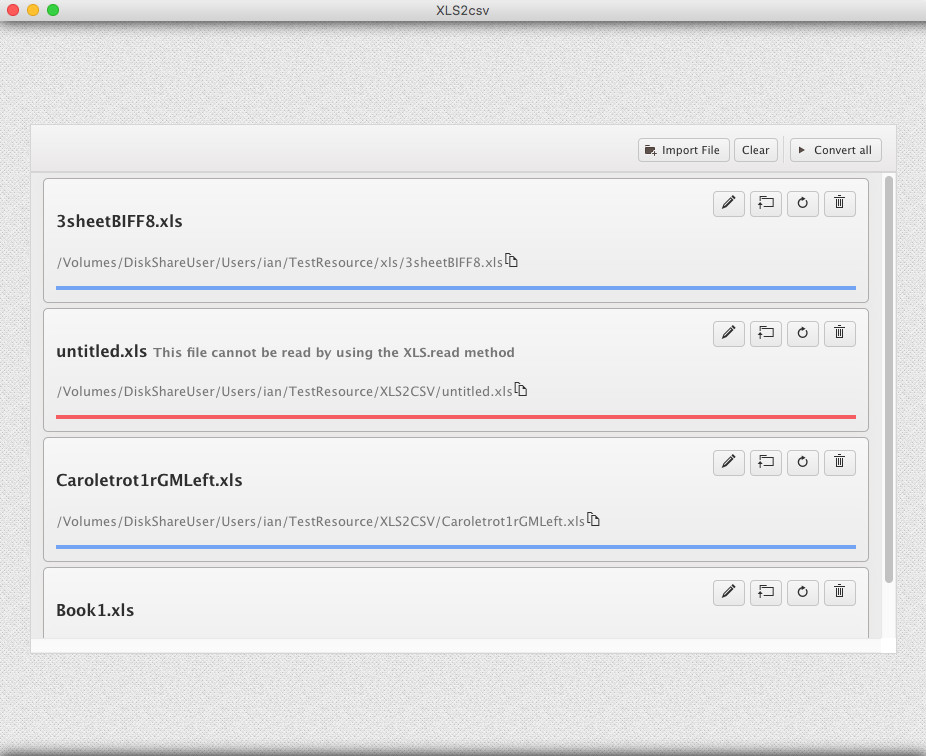 XLS2csv
Import File Clear Convert all
3sheetBIFF8.xls
/Volumes/DiskShareUser/Users/ian/TestResource/xls/3sheetBIFF8.xls
untitled.xls This file cannot be read by using the XLS.read method
/Volumes/DiskShareUser/Users/ian/TestResource/XLS2CSV/untitled.xls
Caroletrot1rGMLeft.xls
/Volumes/DiskShareUser/Users/ian/TestResource/XLS2CSV/Caroletrot1rGMLeft.xls
Book1.xls